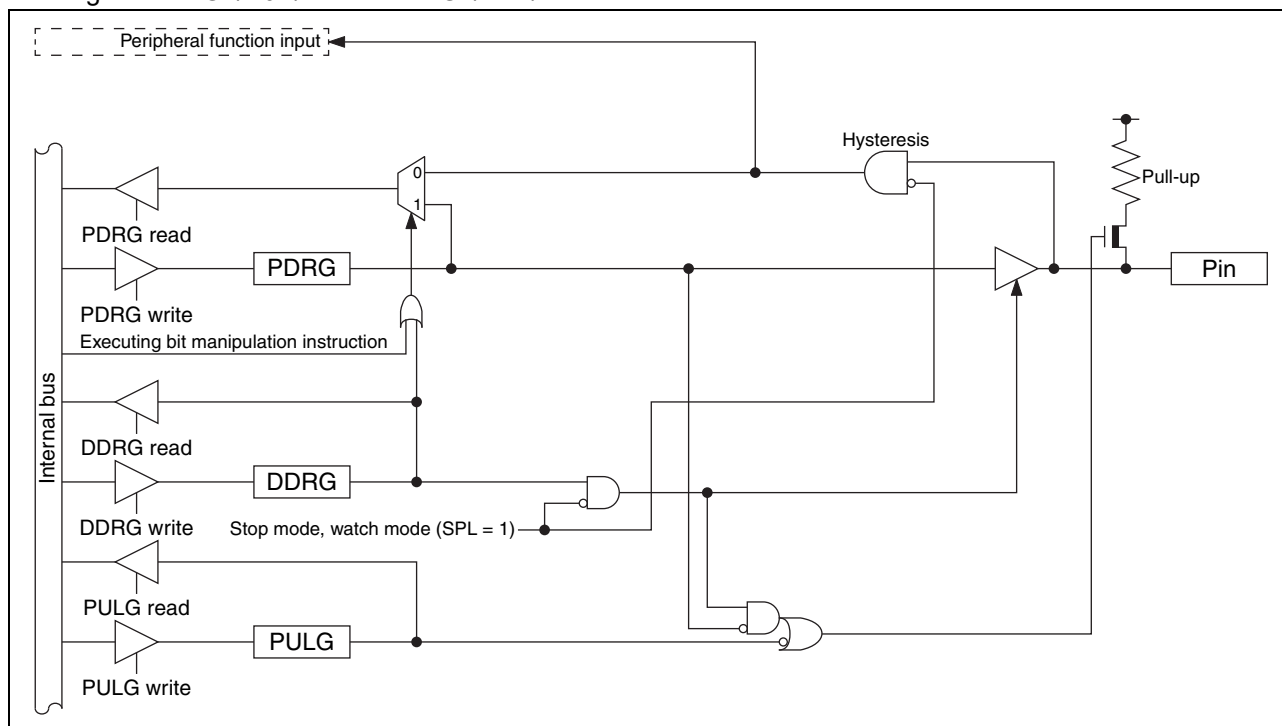 Peripheral function input
Hysteresis
0
Pull-up
1
PDRG read
PDRG
Pin
PDRG write
Executing bit manipulation instruction
Internal bus
DDRG read
DDRG
DDRG write
Stop mode, watch mode (SPL = 1)
PULG read
PULG
PULG write